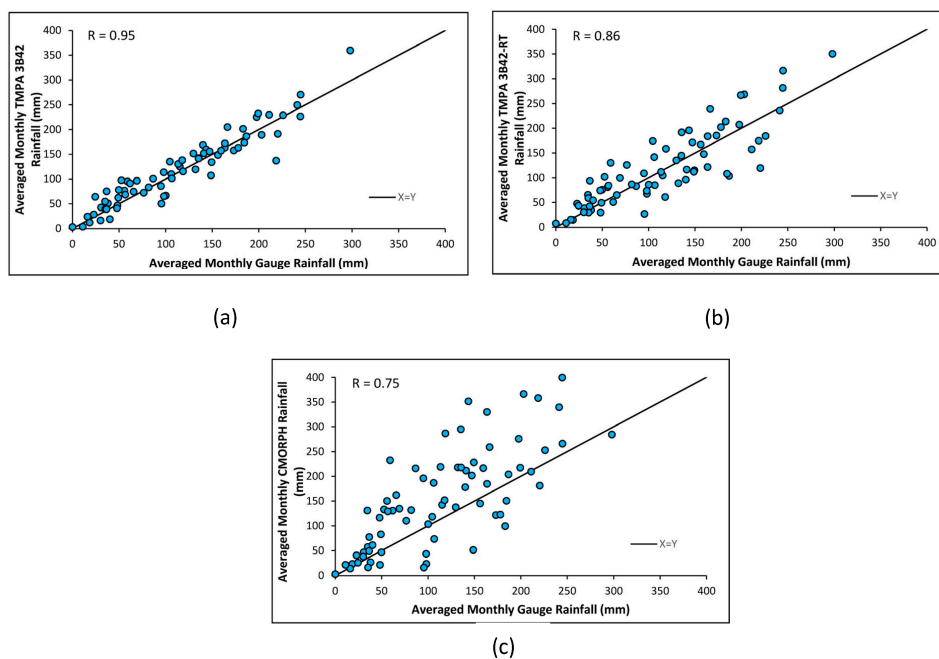 R = 0.95
Averaged Monthly TMPA 3B42
Rainfall (mm)
400
350
300
250
200
150
100
50
0
0 50 100 150 200 250 300 350 400
X=Y
Averaged Monthly Gauge Rainfall (mm)
(a)
R = 0.86
Averaged Monthly TMPA 3B42-RT
Rainfall (mm)
400
350
300
250
200
150
100
50
0
0 50 100 150 200 250 300 350 400
X=Y
Averaged Monthly Gauge Rainfall (mm)
(b)
R = 0.75
Averaged Monthly CMORPH Rainfall
(mm)
400
350
300
250
200
150
100
50
0
0 50 100 150 200 250 300 350 400
X=Y
Averaged Monthly Gauge Rainfall (mm)
(c)